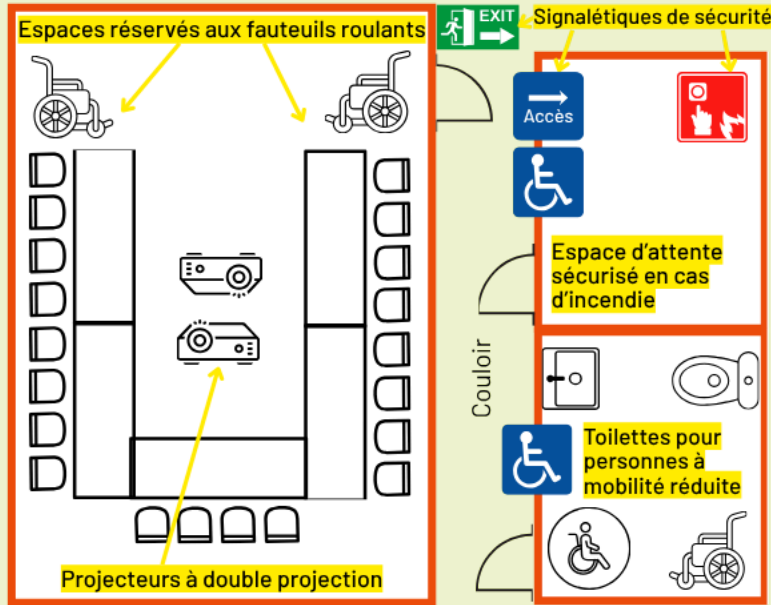 Espaces réservés aux fauteuils roulants
EXIT
Signalétiques de sécurité
Accès
Espace d'attente
sécurisé en cas
d'incendie
Couloir
Toilettes pour
personnes à
mobilité réduite
Projecteurs à double projection